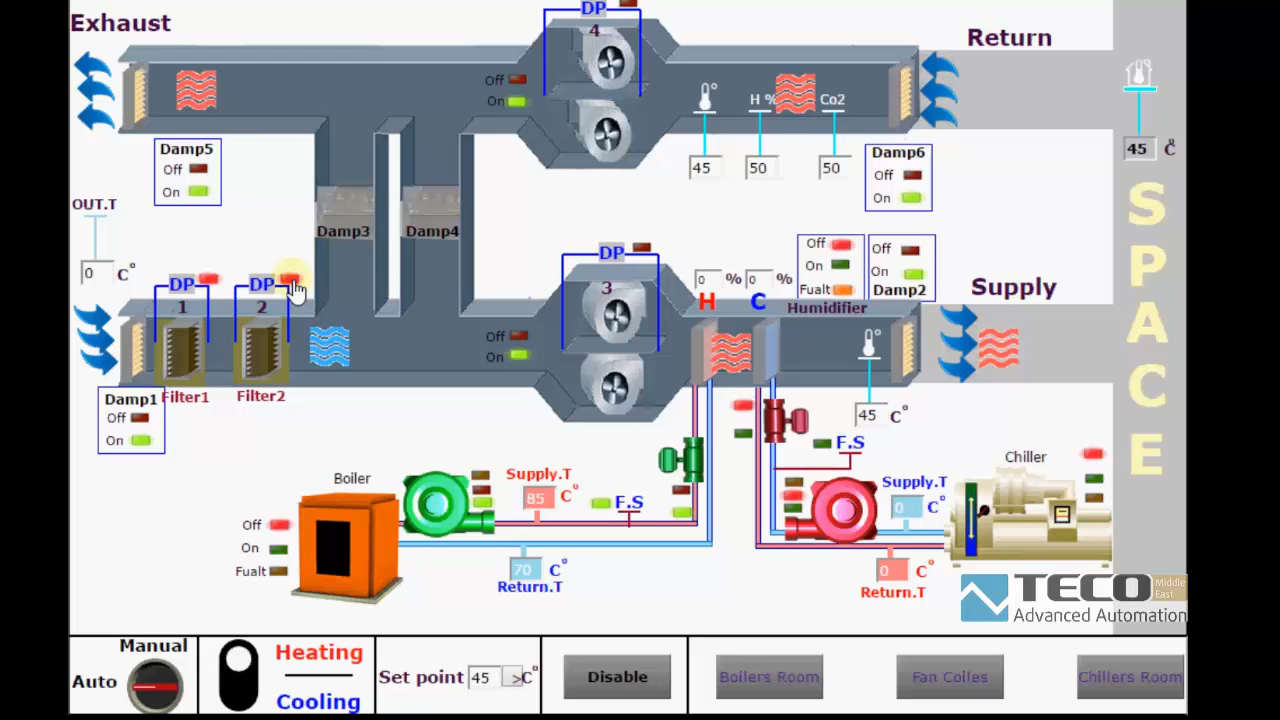 Exhaust
DP
4
Return
Off
On
H %
Co2
45
50
50
45 C°
Damp5
Off
On
Damp6
Off
On
SPACE
OUT.T
0 C°
Damp3
Damp4
DP
1
DP
2
DP
3
0 %
0 %
H
C
Off
On
Fualt
Humidifier
Off
On
Damp2
Supply
Off
On
Damp1
Off
On
Filter1
Filter2
45 C°
Boiler
Off
On
Fualt
Supply.T
85 C°
F.S
70 C°
Return.T
F.S
Supply.T
0 C°
Chiller
0 C°
Return.T
TECO
Middle
East
Advanced Automation
Manual
Auto
Heating
Cooling
Set point 45 > C°
Disable
Boilers Room
Fan Coiles
Chillers Room